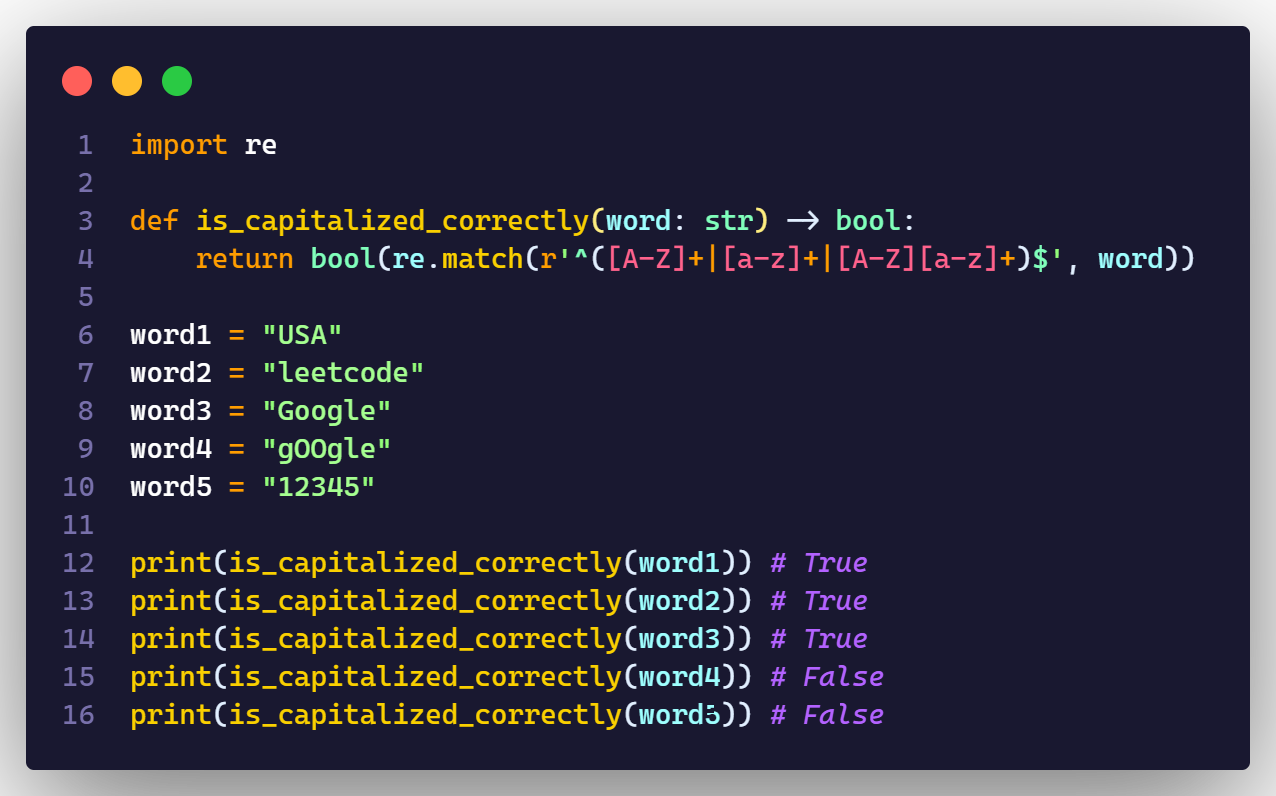 1 import re
2
3 def is_capitalized_correctly(word: str) -> bool:
4     return bool(re.match(r'^([A-Z]+|[a-z]+|[A-Z][a-z]+)$', word))
5
6 word1 = "USA"
7 word2 = "leetcode"
8 word3 = "Google"
9 word4 = "gOOgle"
10 word5 = "12345"
11
12 print(is_capitalized_correctly(word1)) # True
13 print(is_capitalized_correctly(word2)) # True
14 print(is_capitalized_correctly(word3)) # True
15 print(is_capitalized_correctly(word4)) # False
16 print(is_capitalized_correctly(word5)) # False